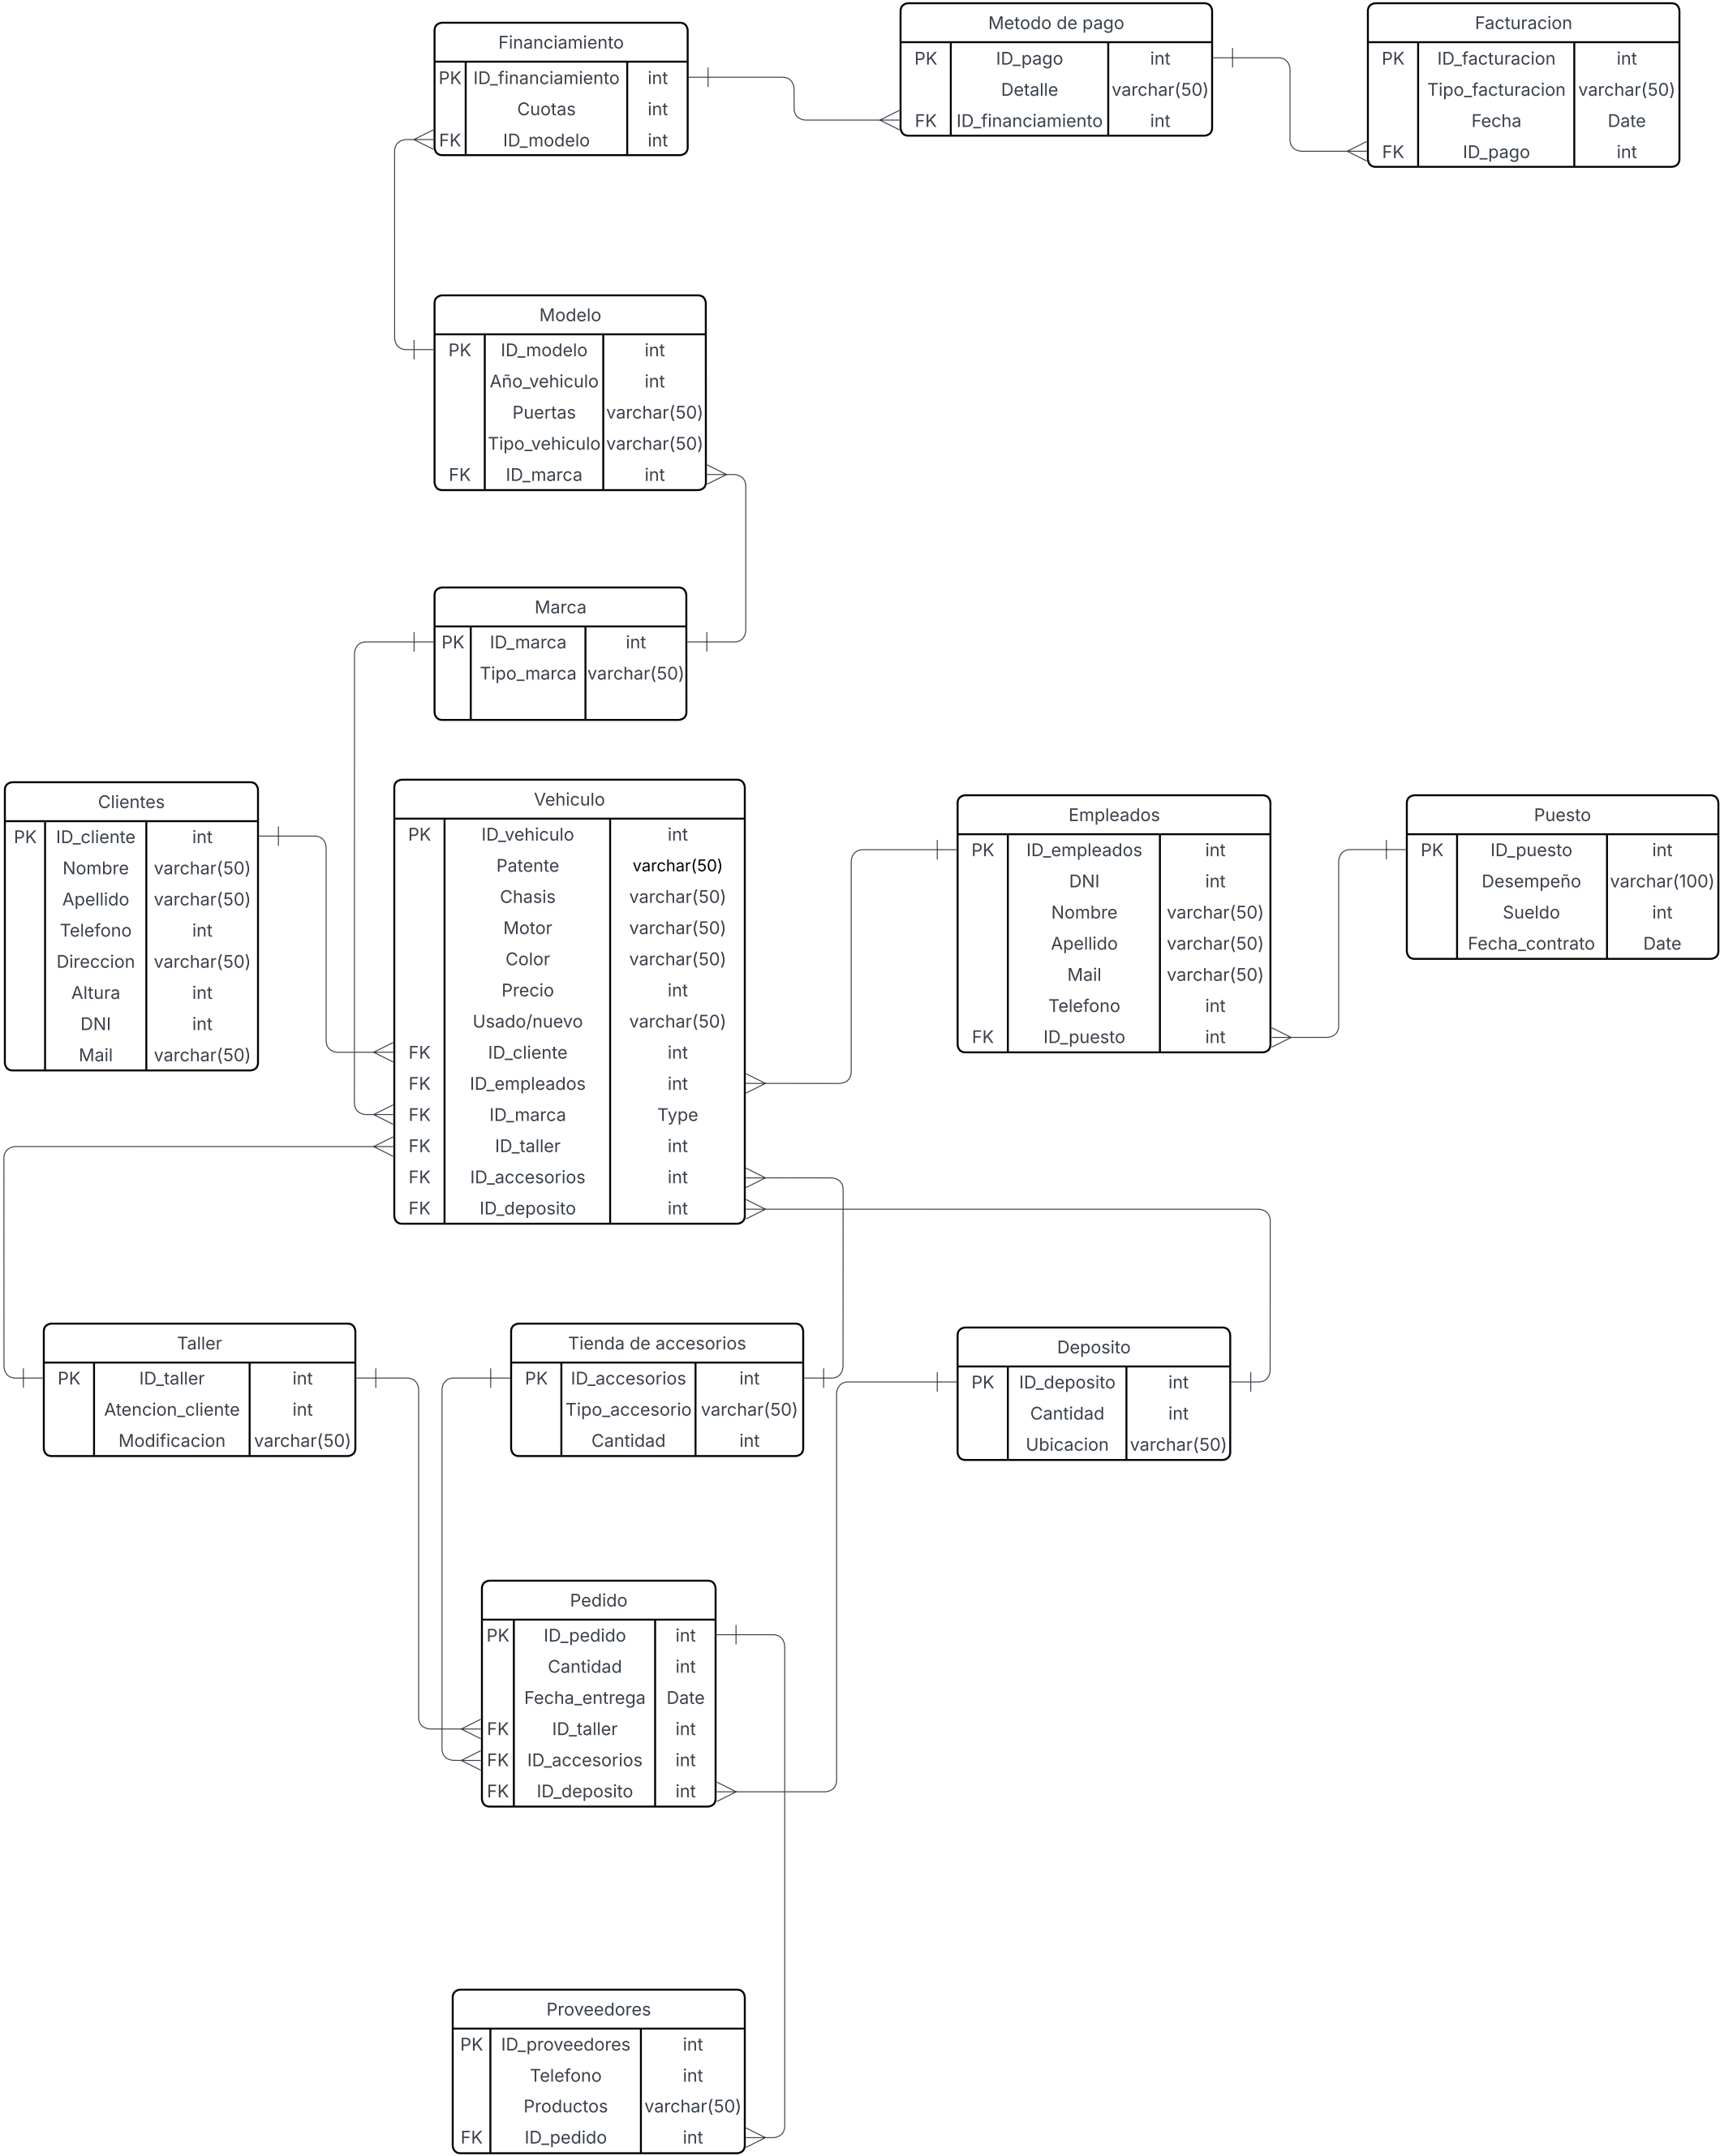 Financiamiento
PK ID_financiamiento int
Cuotas int
FK ID_modelo int
Metodo de pago
PK ID_pago int
Detalle varchar(50)
FK ID_financiamiento int
Facturacion
PK ID_facturacion int
Tipo_facturacion varchar(50)
Fecha Date
FK ID_pago int
Modelo
PK ID_modelo int
Año_vehiculo int
Puertas varchar(50)
Tipo_vehiculo varchar(50)
FK ID_marca int
Marca
PK ID_marca int
Tipo_marca varchar(50)
Clientes
PK ID_cliente int
Nombre varchar(50)
Apellido varchar(50)
Telefono int
Direccion varchar(50)
Altura int
DNI int
Mail varchar(50)
Vehiculo
PK ID_vehiculo int
Patente varchar(50)
Chasis varchar(50)
Motor varchar(50)
Color varchar(50)
Precio int
Usado/nuevo varchar(50)
FK ID_cliente int
FK ID_empleados int
FK ID_marca Type
FK ID_taller int
FK ID_accesorios int
FK ID_deposito int
Empleados
PK ID_empleados int
DNI int
Nombre varchar(50)
Apellido varchar(50)
Mail varchar(50)
Telefono int
FK ID_puesto int
Puesto
PK ID_puesto int
Desempeño varchar(100)
Sueldo int
Fecha_contrato Date
Taller
PK ID_taller int
Atencion_cliente int
Modificacion varchar(50)
Tienda de accesorios
PK ID_accesorios int
Tipo_accesorio varchar(50)
Cantidad int
Deposito
PK ID_deposito int
Cantidad int
Ubicacion varchar(50)
Pedido
PK ID_pedido int
Cantidad int
Fecha_entrega Date
FK ID_taller int
FK ID_accesorios int
FK ID_deposito int
Proveedores
PK ID_proveedores int
Telefono int
Productos varchar(50)
FK ID_pedido int